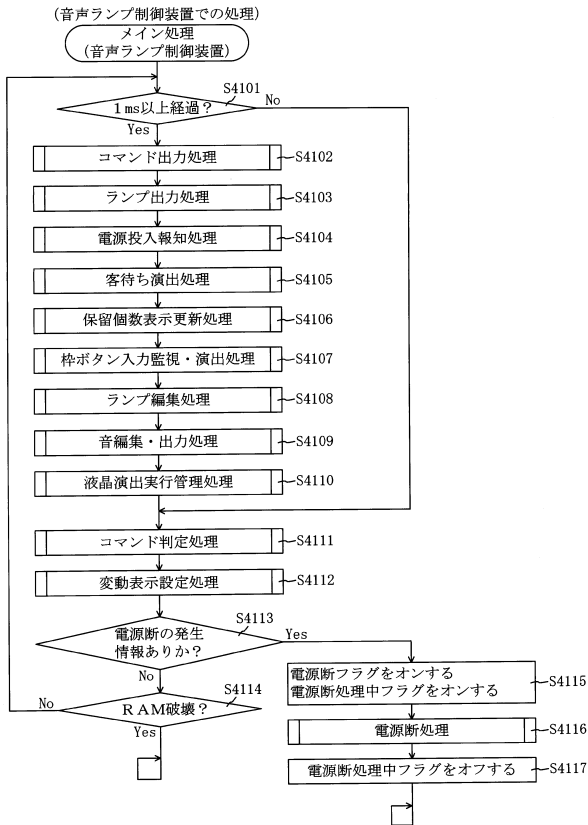 (音声ランプ制御装置での処理)
メイン処理
(音声ランプ制御装置)
S4101
1ms以上経過?
No
Yes
コマンド出力処理
S4102
ランプ出力処理
S4103
電源投入報知処理
S4104
客待ち演出処理
S4105
保留個数表示更新処理
S4106
枠ボタン入力監視・演出処理
S4107
ランプ編集処理
S4108
音編集・出力処理
S4109
液晶演出実行管理処理
S4110
コマンド判定処理
S4111
変動表示設定処理
S4112
S4113
電源断の発生
情報ありか?
Yes
No
電源断フラグをオンする
電源断処理中フラグをオンする
S4115
S4114
No
RAM破壊?
Yes
電源断処理
S4116
電源断処理中フラグをオフする
S4117